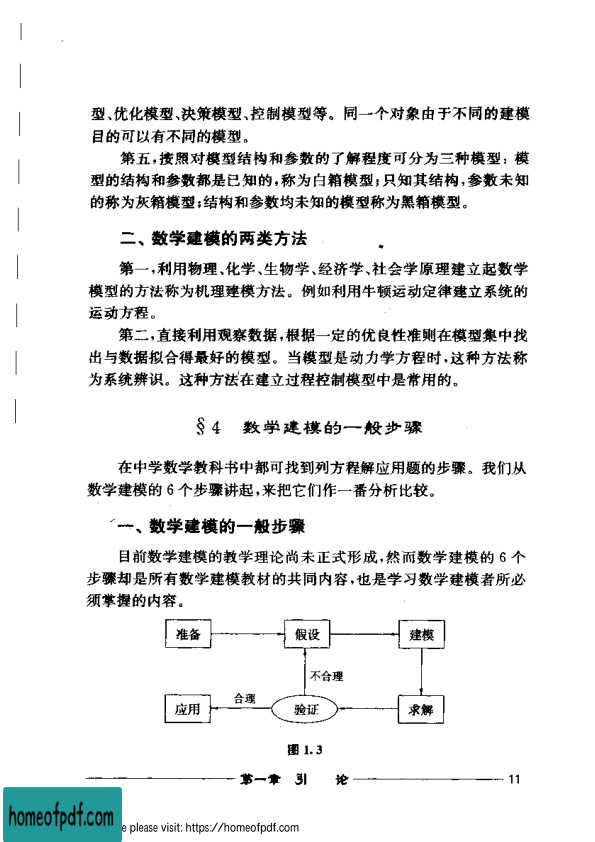 型、优化模型、决策模型、控制模型等。同一个对象由于不同的建模
目的可以有不同的模型。
第五,按照对模型结构和参数的了解程度可分为三种模型：模
型的结构和参数都是已知的,称为白箱模型;只知其结构,参数未知
的称为灰箱模型;结构和参数均未知的模型称为黑箱模型。
二、数学建模的两类方法
第一,利用物理、化学、生物学、经济学、社会学原理建立起数学
模型的方法称为机理建模方法。例如利用牛顿运动定律建立系统的
运动方程。
第二,直接利用观察数据,根据一定的优良性准则在模型集中找
出与数据拟合得最好的模型。当模型是动力学方程时,这种方法称
为系统辨识。这种方法在建立过程控制模型中是常用的。
§4 数学建模的一般步骤
在中学数学教科书中都可找到列方程解应用题的步骤。我们从
数学建模的6个步骤讲起,来把它们作一番分析比较。
一、数学建模的一般步骤
目前数学建模的教学理论尚未正式形成,然而数学建模的6个
步骤却是所有数学建模教材的共同内容,也是学习数学建模者所必
须掌握的内容。
准备 假设 建模
不合理
合理
应用 验证 求解
图1.3
第一章 引 论 11
homeofpdf.com
e please visit: https://homeofpdf.com